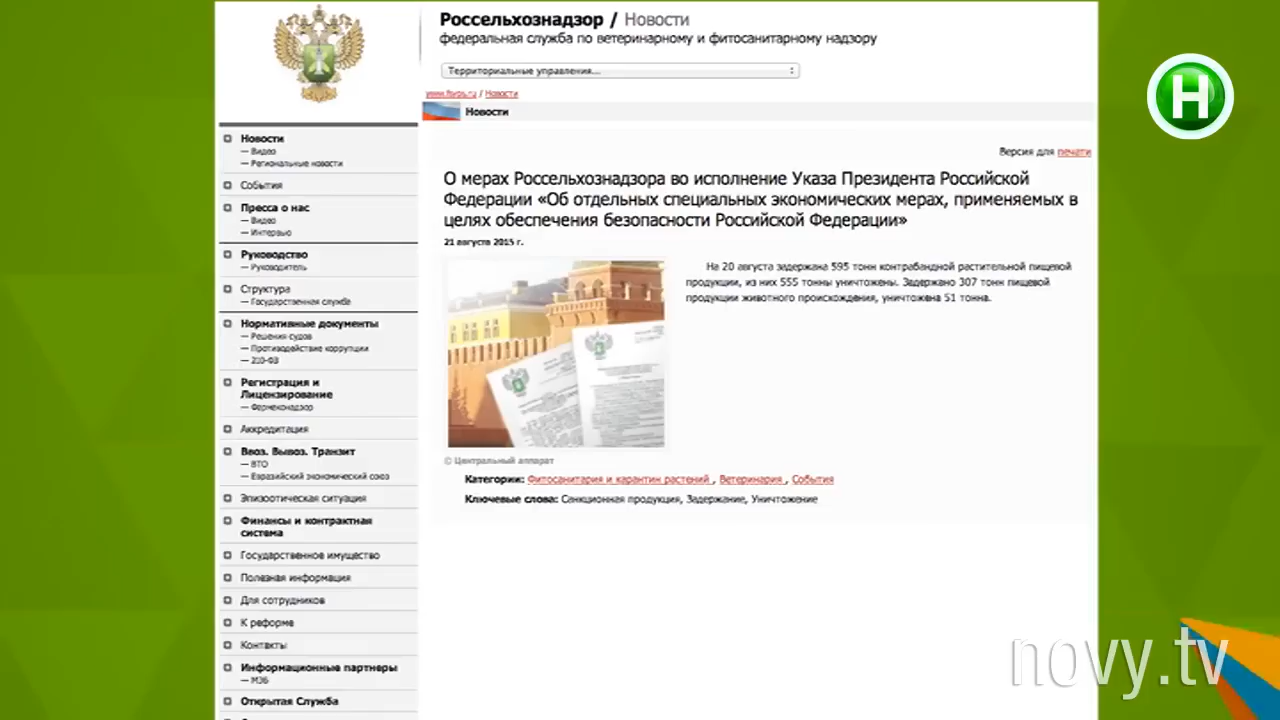 Россельхознадзор / Новости
федеральная служба по ветеринарному и фитосанитарному надзору
Территориальные управления...
www.fsvps.ru / Новости
Новости
Версия для печати
О мерах Россельхознадзора во исполнение Указа Президента Российской
Федерации «Об отдельных специальных экономических мерах, применяемых в
целях обеспечения безопасности Российской Федерации»
21 августа 2015 г.
На 20 августа задержана 595 тонн контрабандной растительной пищевой
продукции, из них 555 тонны уничтожены. Задержано 307 тонн пищевой
продукции животного происхождения, уничтожена 51 тонна.
© Центральный аппарат
Категории: Фитосанитария и карантин растений , Ветеринария , События
Ключевые слова: Санкционная продукция, Задержание, Уничтожение
Новости
— Видео
— Региональные новости
События
Пресса о нас
— Видео
— Интервью
Руководство
— Руководитель
Структура
— Государственная служба
Нормативные документы
— Решения судов
— Противодействие коррупции
— 210-ФЗ
Регистрация и
Лицензирование
— Фармеконадзор
Аккредитация
Ввоз. Вывоз. Транзит
— ВТО
— Евразийский экономический союз
Эпизоотическая ситуация
Финансы и контрактная
система
Государственное имущество
Полезная информация
Для сотрудников
К реформе
Контакты
Информационные партнеры
— МЭБ
Открытая Служба
Н
novy.tv